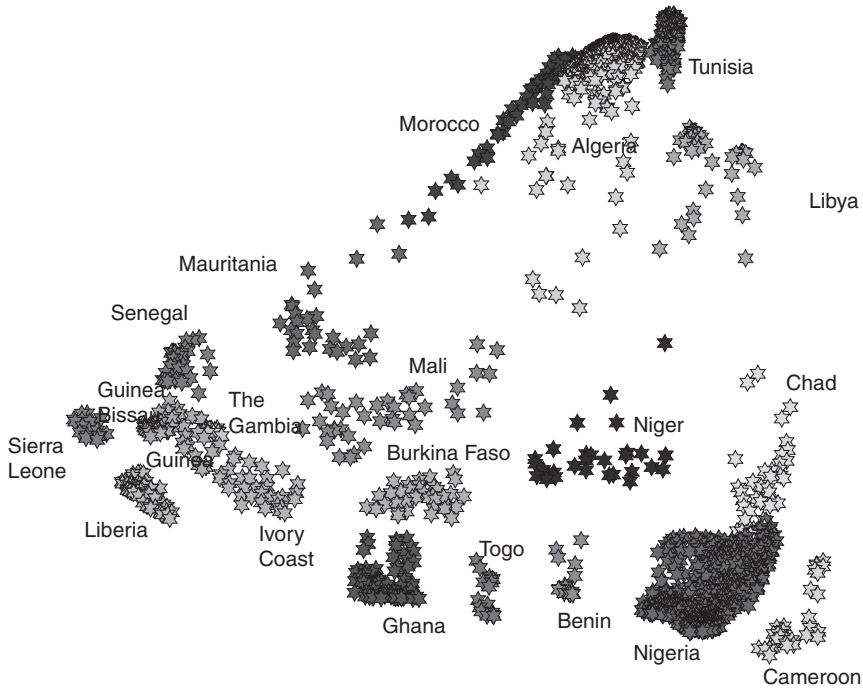 Tunisia
Morocco
Algeria
Libya
Mauritania
Senegal
Mali
Chad
Guinea
Bissau
The
Gambia
Niger
Sierra
Leone
Guinea
Burkina Faso
Liberia
Ivory
Coast
Togo
Ghana
Benin
Nigeria
Cameroon